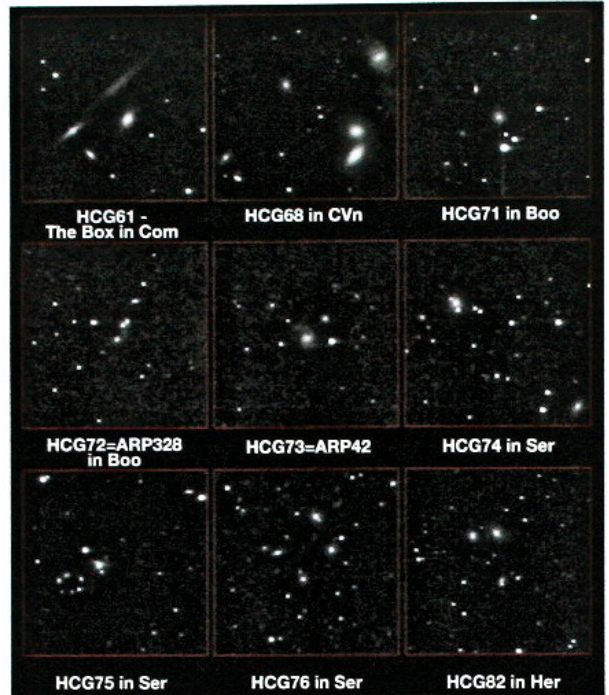 HCG61 -
The Box in Com
HCG68 in CVn
HCG71 in Boo
HCG72=ARP328
in Boo
HCG73=ARP42
HCG74 in Ser
HCG75 in Ser
HCG76 in Ser
HCG82 in Her